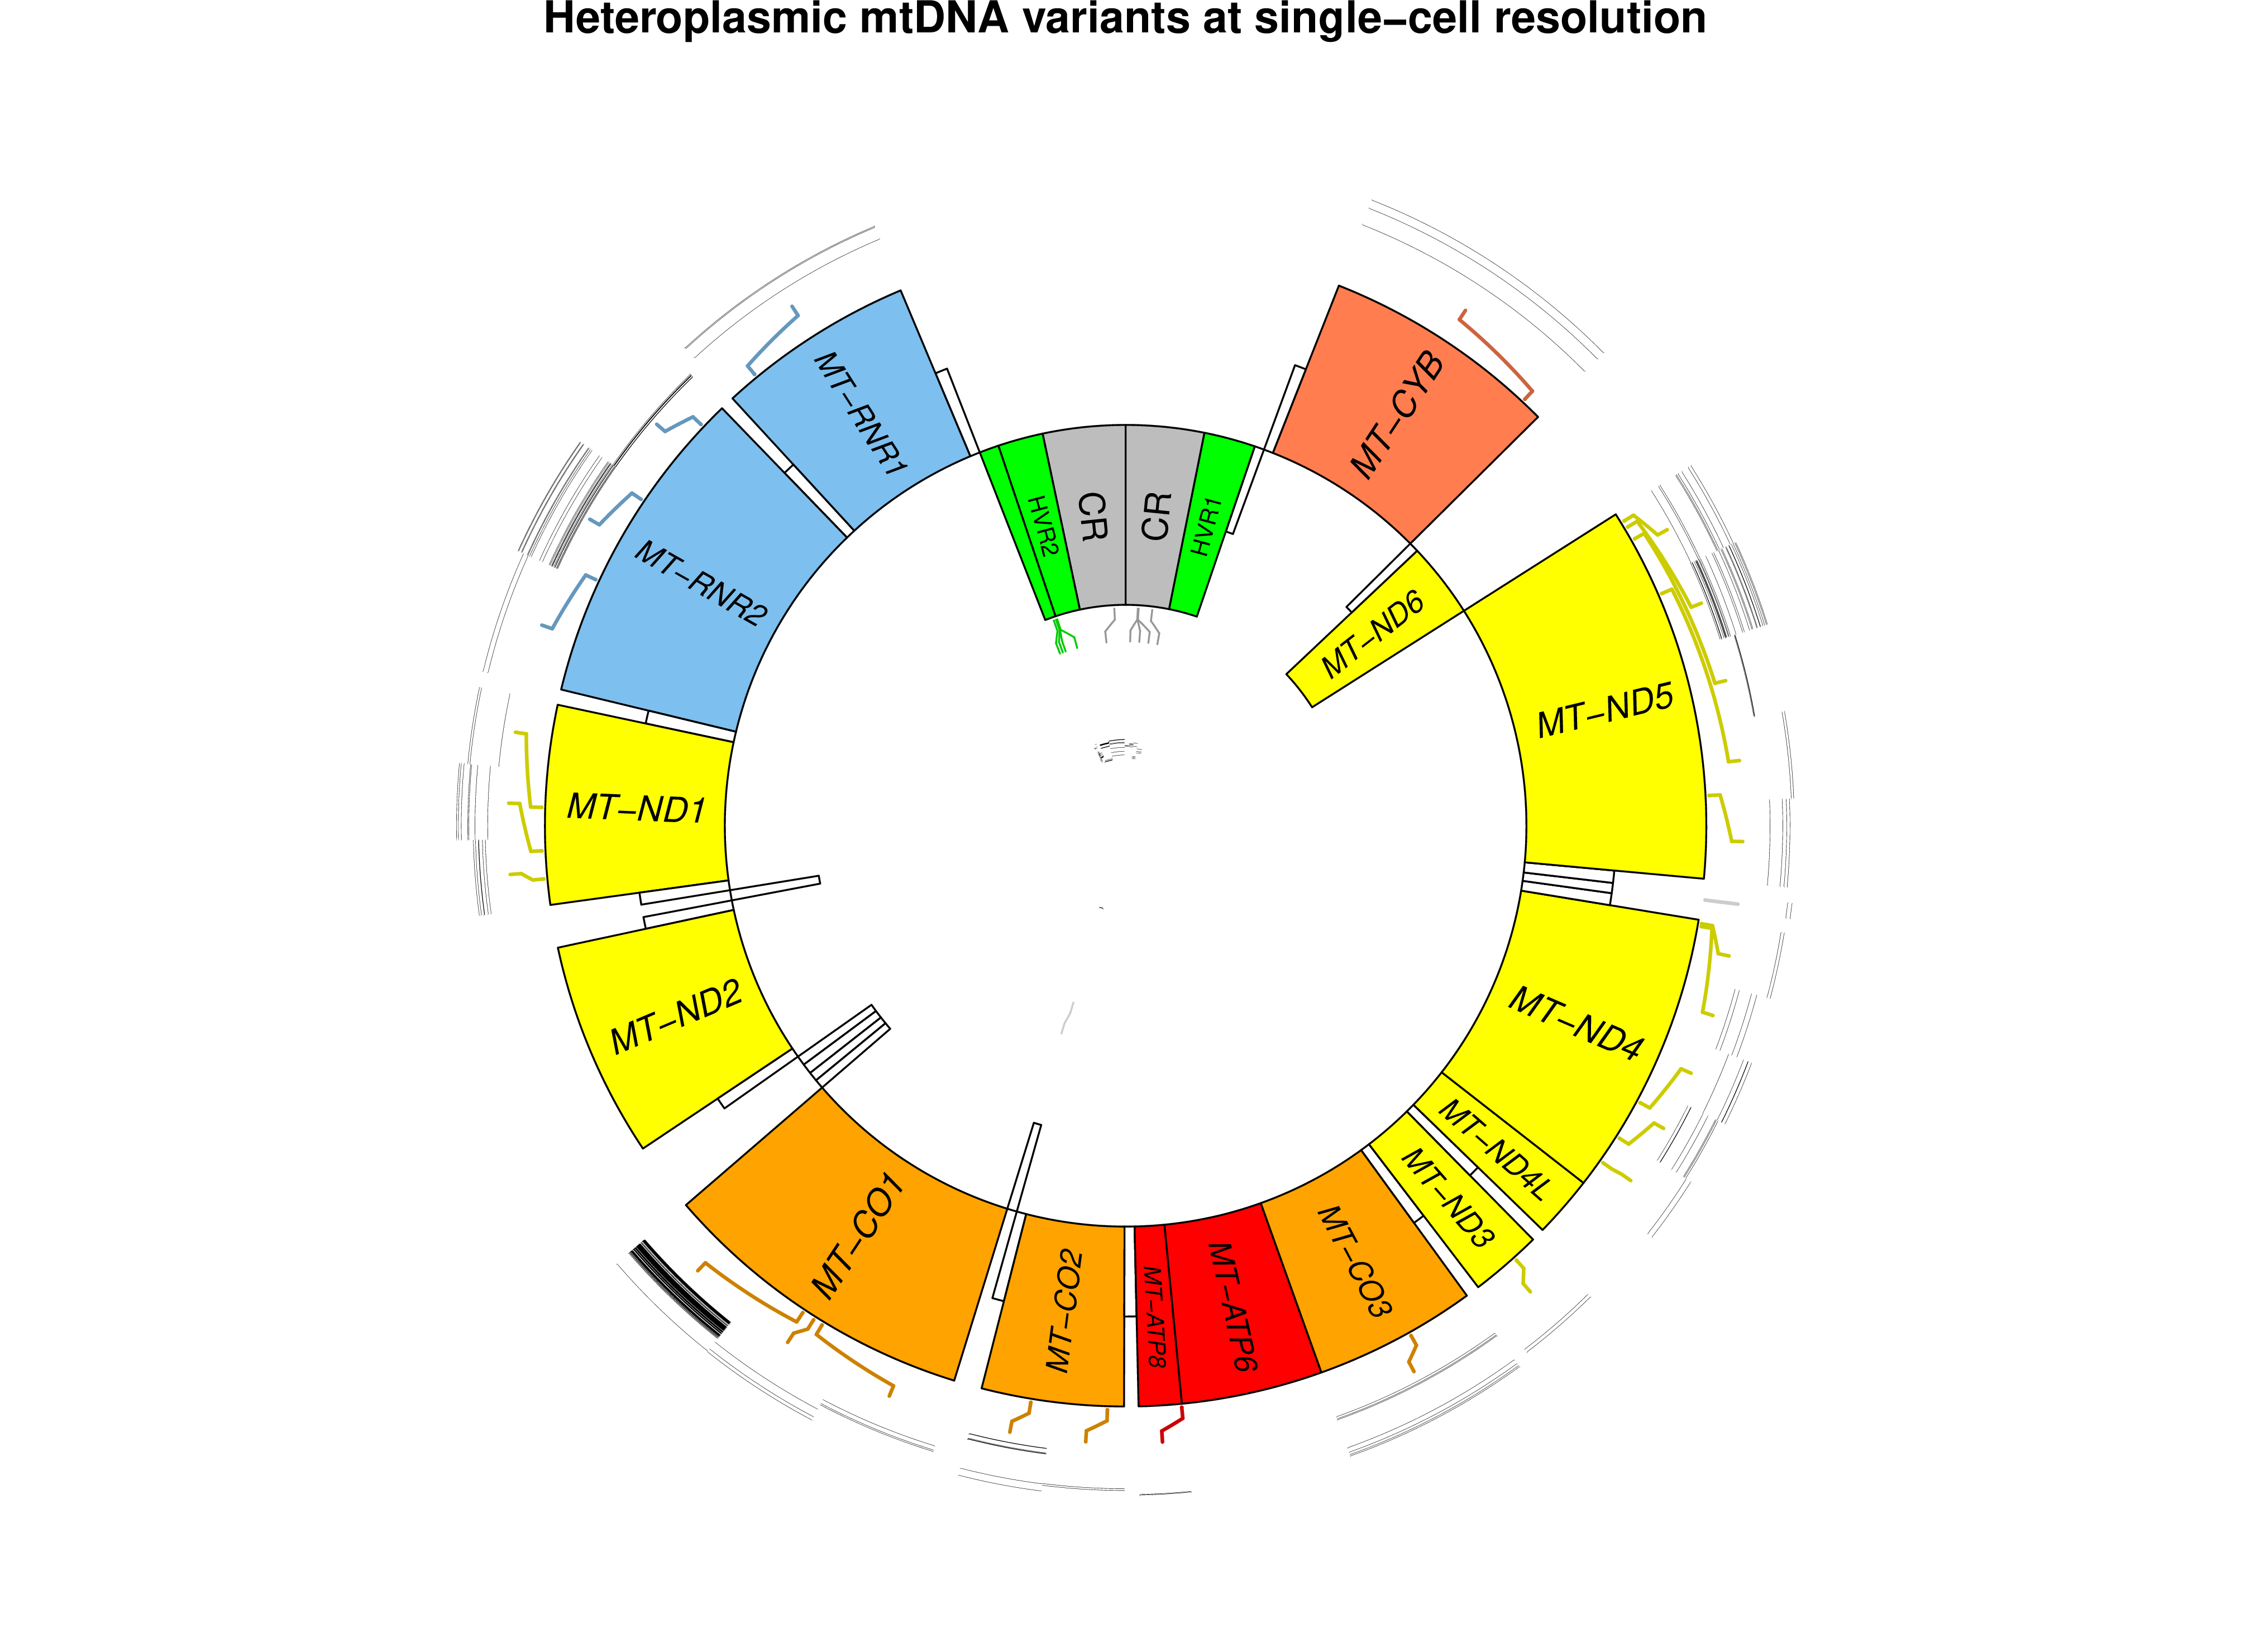 Heteroplasmic mtDNA variants at single−cell resolution
CR
HVR1
MT−CYB
MT−ND6
MT−ND5
MT−ND4
MT−ND4L
MT−ND3
MT−CO3
MT−ATP6
MT−ATP8
MT−CO2
MT−CO1
MT−ND2
MT−ND1
MT−RNR2
MT−RNR1
HVR2
CR